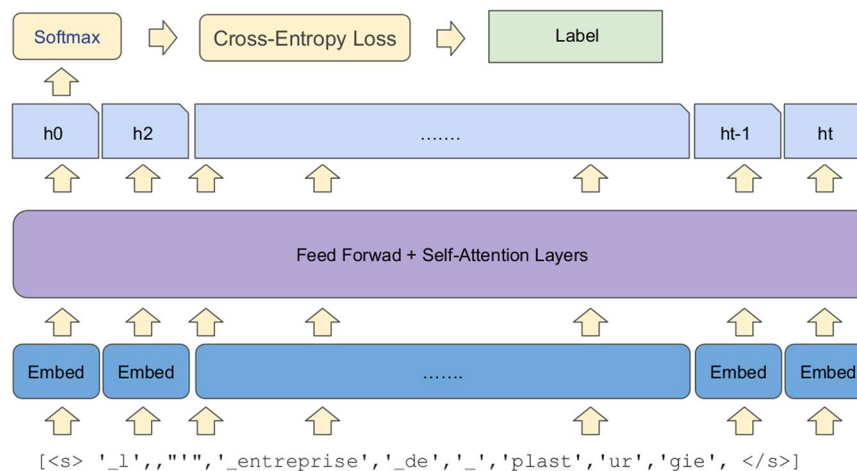 Softmax Cross-Entropy Loss Label
h0 h2 ....... ht-1 ht
Feed Forwad + Self-Attention Layers
Embed Embed ....... Embed Embed
[<s> '_l',,"'",'_entreprise','_de','_','plast','ur','gie', </s>]